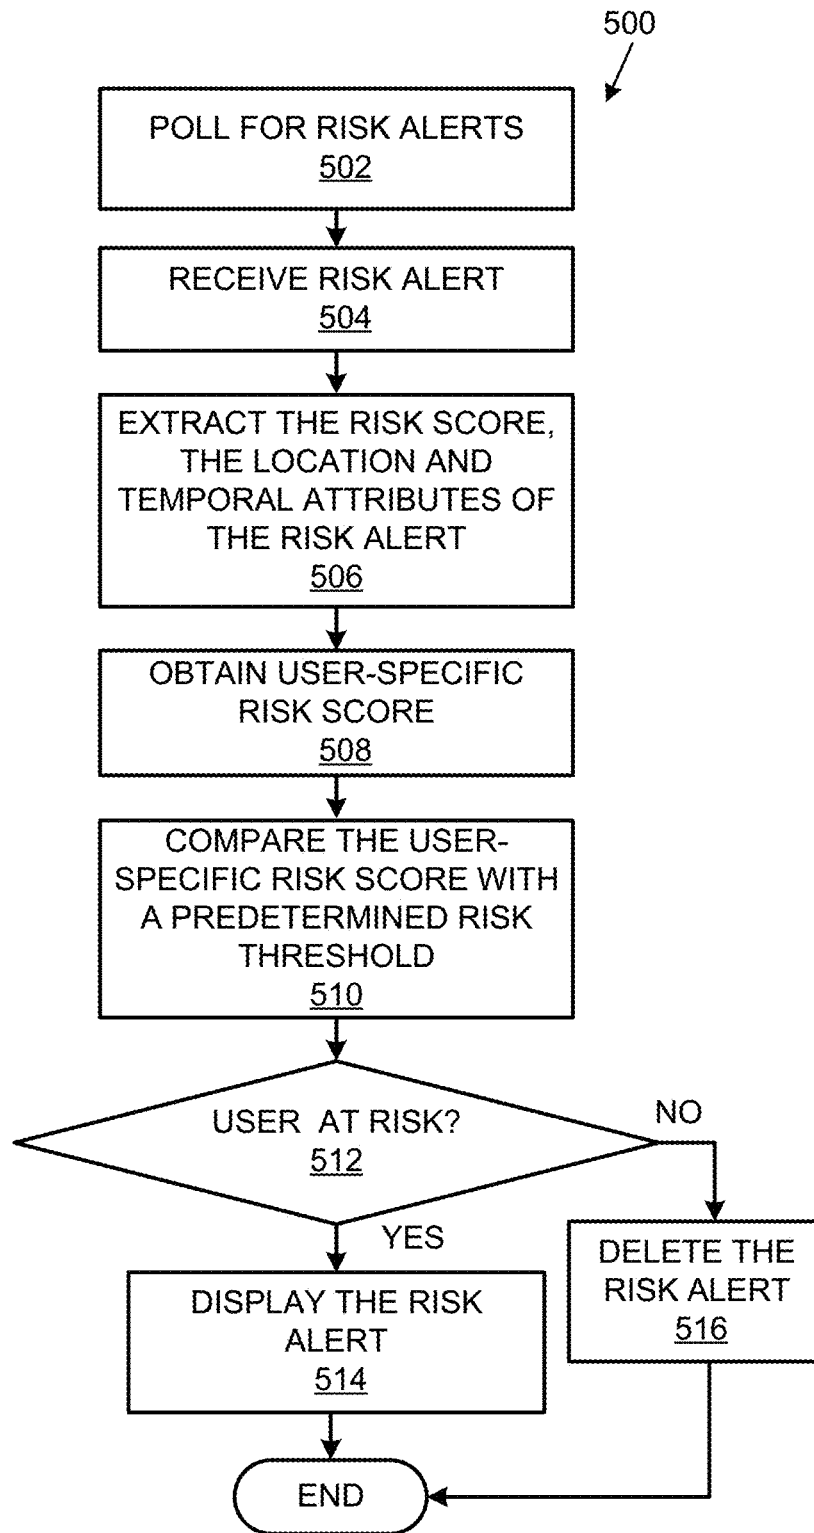 500
POLL FOR RISK ALERTS
502
RECEIVE RISK ALERT
504
EXTRACT THE RISK SCORE,
THE LOCATION AND
TEMPORAL ATTRIBUTES OF
THE RISK ALERT
506
OBTAIN USER-SPECIFIC
RISK SCORE
508
COMPARE THE USER-
SPECIFIC RISK SCORE WITH
A PREDETERMINED RISK
THRESHOLD
510
USER AT RISK?
512
NO
YES
DISPLAY THE RISK
ALERT
514
DELETE THE
RISK ALERT
516
END